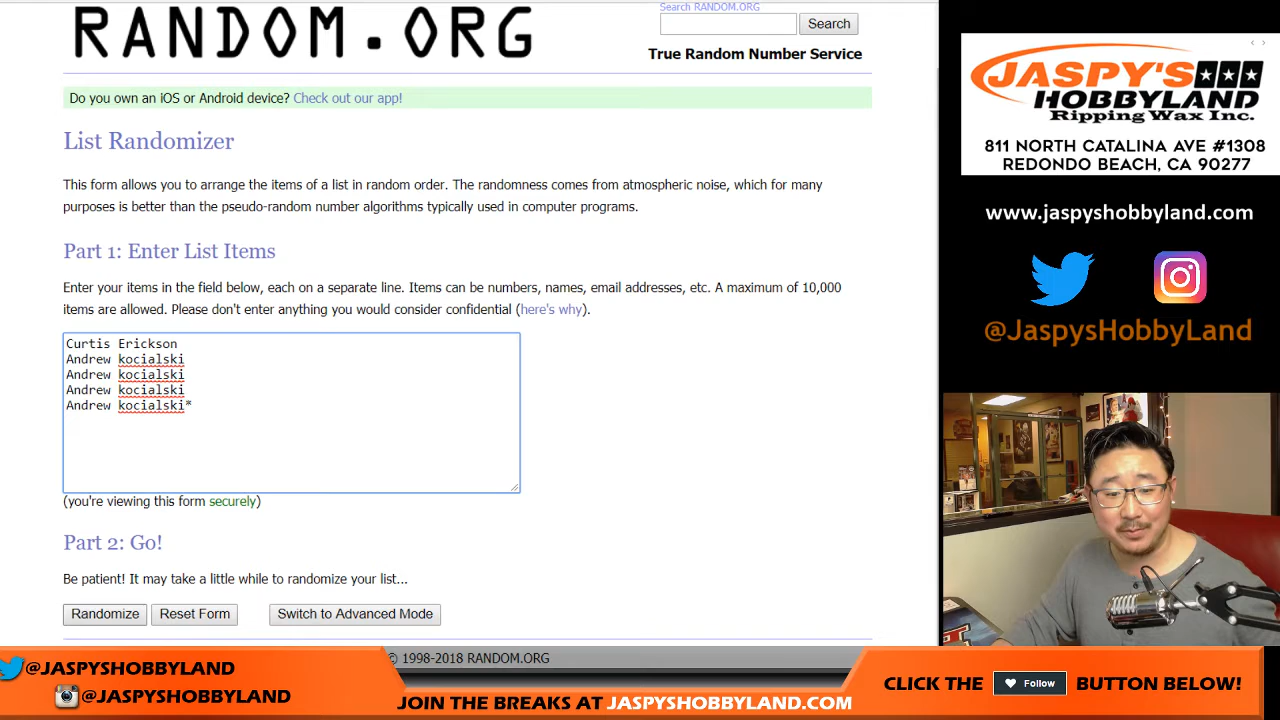 RANDOM.ORG
Search RANDOM.ORG
Search
True Random Number Service
Do you own an iOS or Android device? Check out our app!
List Randomizer
This form allows you to arrange the items of a list in random order. The randomness comes from atmospheric noise, which for many
purposes is better than the pseudo-random number algorithms typically used in computer programs.
Part 1: Enter List Items
Enter your items in the field below, each on a separate line. Items can be numbers, names, email addresses, etc. A maximum of 10,000
items are allowed. Please don't enter anything you would consider confidential (here's why).
Curtis Erickson
Andrew kocialski
Andrew kocialski
Andrew kocialski
Andrew kocialski*
(you're viewing this form securely)
Part 2: Go!
Be patient! It may take a little while to randomize your list...
Randomize
Reset Form
Switch to Advanced Mode
© 1998-2018 RANDOM.ORG
JASPY'S
HOBBYLAND
Ripping Wax Inc.
811 NORTH CATALINA AVE #1308
REDONDO BEACH, CA 90277
www.jaspyshobbyland.com
@JaspysHobbyLand
@JASPYSHOBBYLAND
@JASPYSHOBBYLAND
JOIN THE BREAKS AT JASPYSHOBBYLAND.COM
CLICK THE Follow BUTTON BELOW!